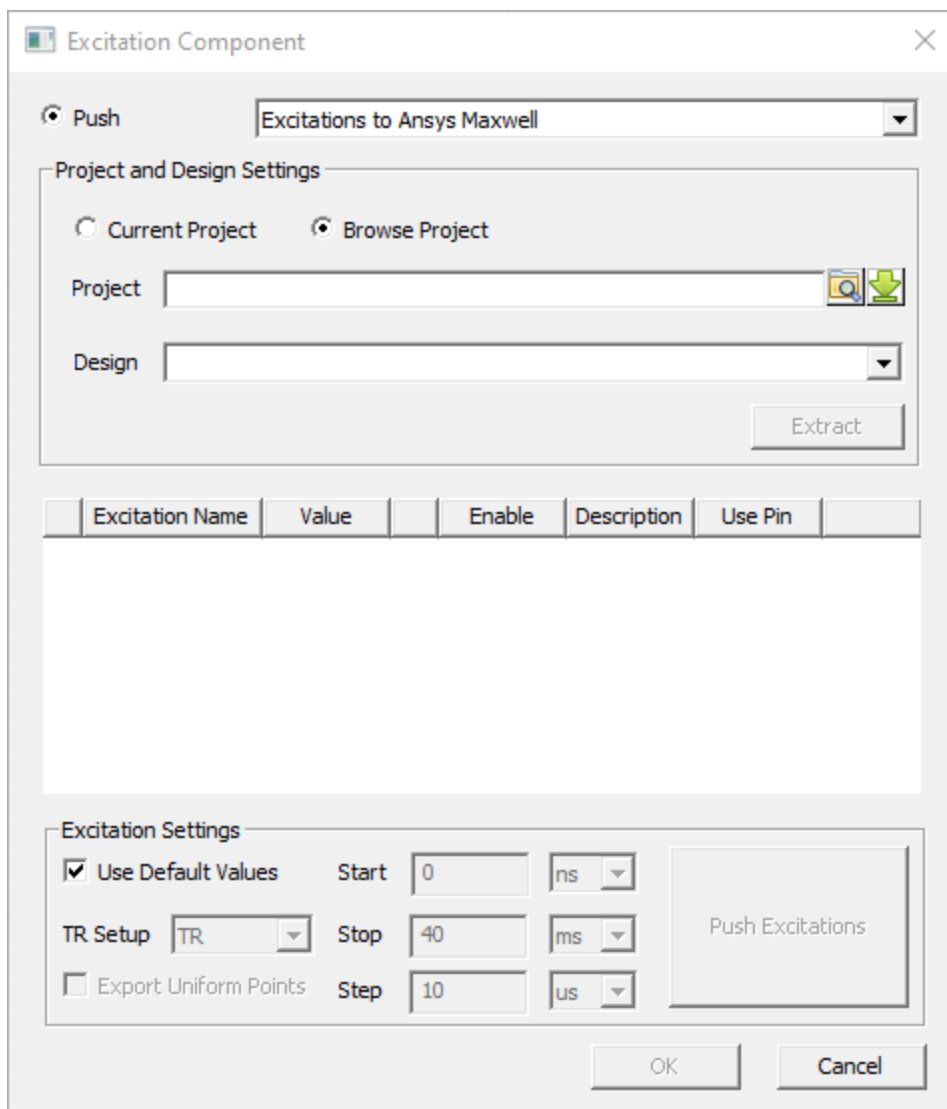 Excitation Component
Push Excitations to Ansys Maxwell
Project and Design Settings
Current Project Browse Project
Project
Design
Extract
Excitation Name Value Enable Description Use Pin
Excitation Settings
Use Default Values Start 0 ns
TR Setup TR Stop 40 ms
Push Excitations
Export Uniform Points Step 10 us
OK Cancel